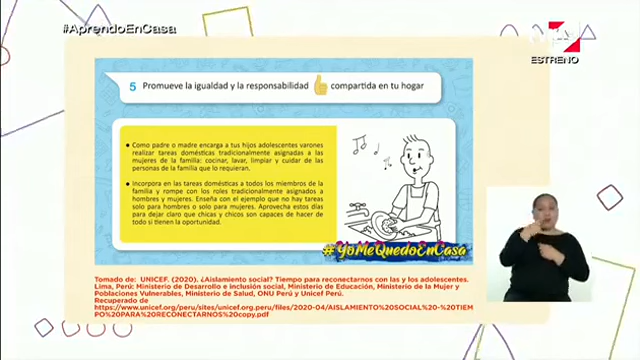 #AprendoEnCasa
ESTRENO
5 Promueve la igualdad y la responsabilidad compartida en tu hogar
Como padre o madre encarga a tus hijos adolescentes varones
realizar tareas domésticas tradicionalmente asignadas a las
mujeres de la familia: cocinar, lavar, limpiar y cuidar de las
personas de la familia que lo requieran.
Incorpora en las tareas domésticas a todos los miembros de la
familia y rompe con los roles tradicionalmente asignados a
hombres y mujeres. Enseña con el ejemplo que no hay tareas
solo para hombres o solo para mujeres. Aprovecha estos días
para dejar claro que chicas y chicos son capaces de hacer de
todo si tienen la oportunidad.
#YoMeQuedoEnCasa
Tomado de: UNICEF. (2020). ¿Aislamiento social? Tiempo para reconectarnos con las y los adolescentes.
Lima, Perú; Ministerio de Desarrollo e inclusión social, Ministerio de Educación, Ministerio de la Mujer y
Poblaciones Vulnerables, Ministerio de Salud, ONU Perú y Unicef Perú.
Recuperado de
https://www.unicef.org/peru/sites/unicef.org.peru/files/2020-04/AISLAMIENTO%20SOCIAL%20-%20TIEM
PO%20PARA%20RECONECTARNOS%20copy.pdf